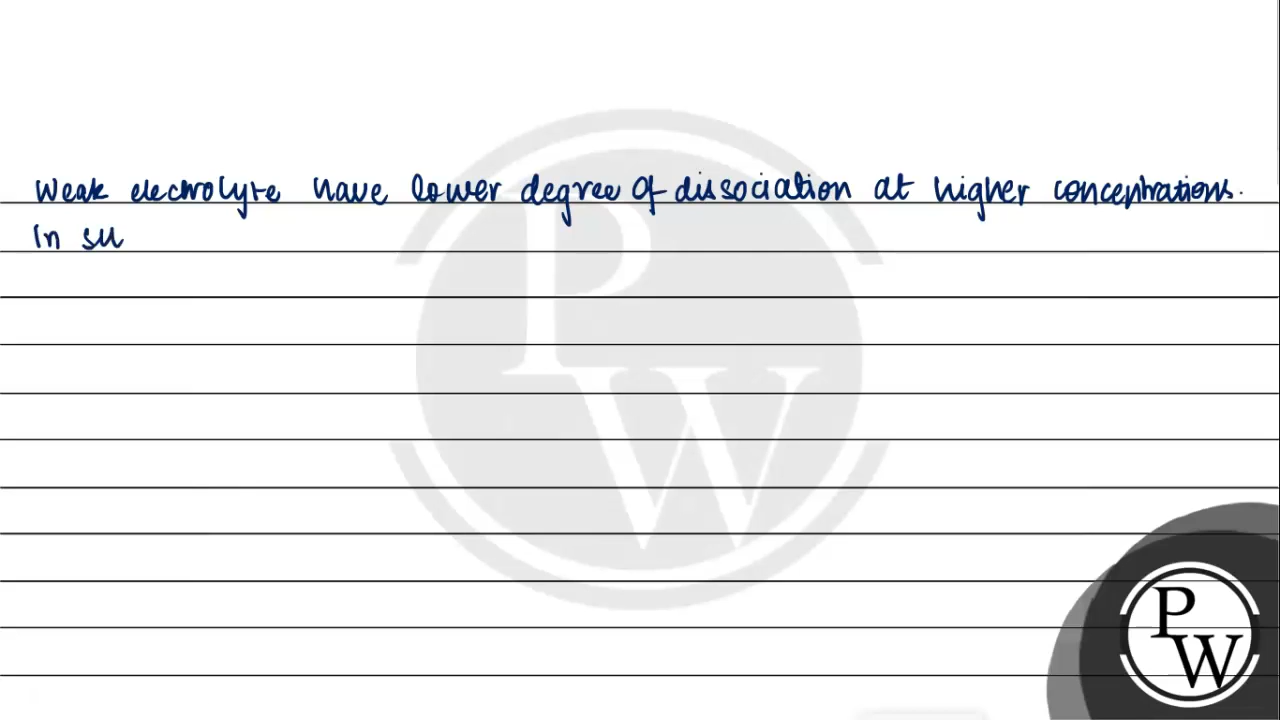 Weak electrolyte have lower degree of dissociation at higher concentrations.
In su
P
W
P
W